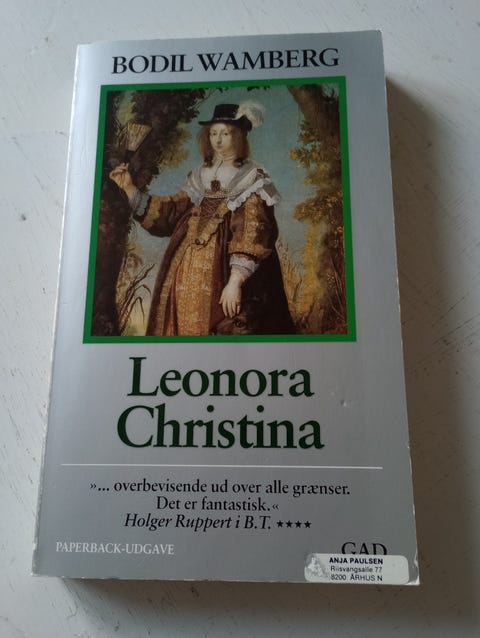 BODIL WAMBERG
Leonora
Christina
»... overbevisende ud over alle grænser.
Det er fantastisk.«
Holger Ruppert i B.T. ★★★★
PAPERBACK-UDGAVE
GAD
ANJA PAULSEN
Riisvangsalle 77
8200 ÅRHUS N